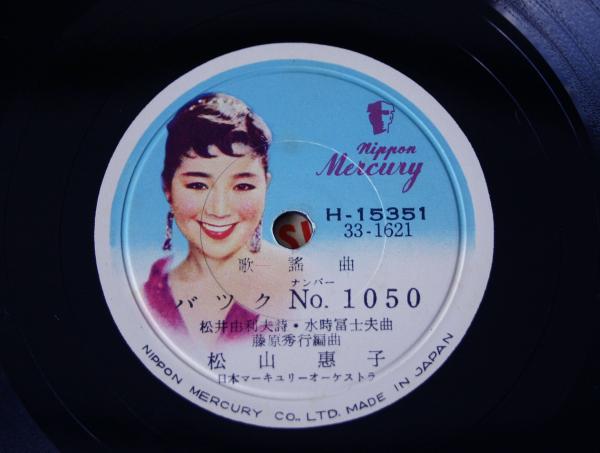 nippon
Mercury
H-15351
33-1621
歌謡曲
ナンバー
バツク No. 1050
松井由利夫詩・水時冨士夫曲
藤原秀行編曲
松山惠子
日本マーキュリーオーケストラ
NIPPON MERCURY CO., LTD. MADE IN JAPAN